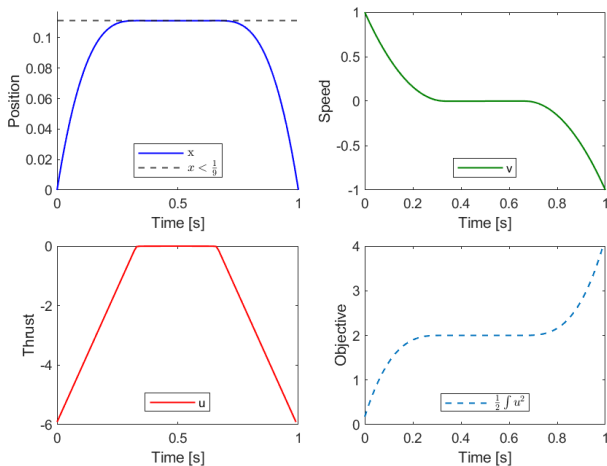 0.1
0.08
0.06
0.04
0.02
0
Position
x
x < 1/9
0
0.5
1
Time [s]
1
0.5
0
-0.5
-1
Speed
v
0
0.2
0.4
0.6
0.8
1
Time [s]
0
-2
-4
-6
Thrust
u
0
0.5
1
Time [s]
4
3
2
1
0
Objective
1/2 ∫ u²
0
0.2
0.4
0.6
0.8
1
Time [s]